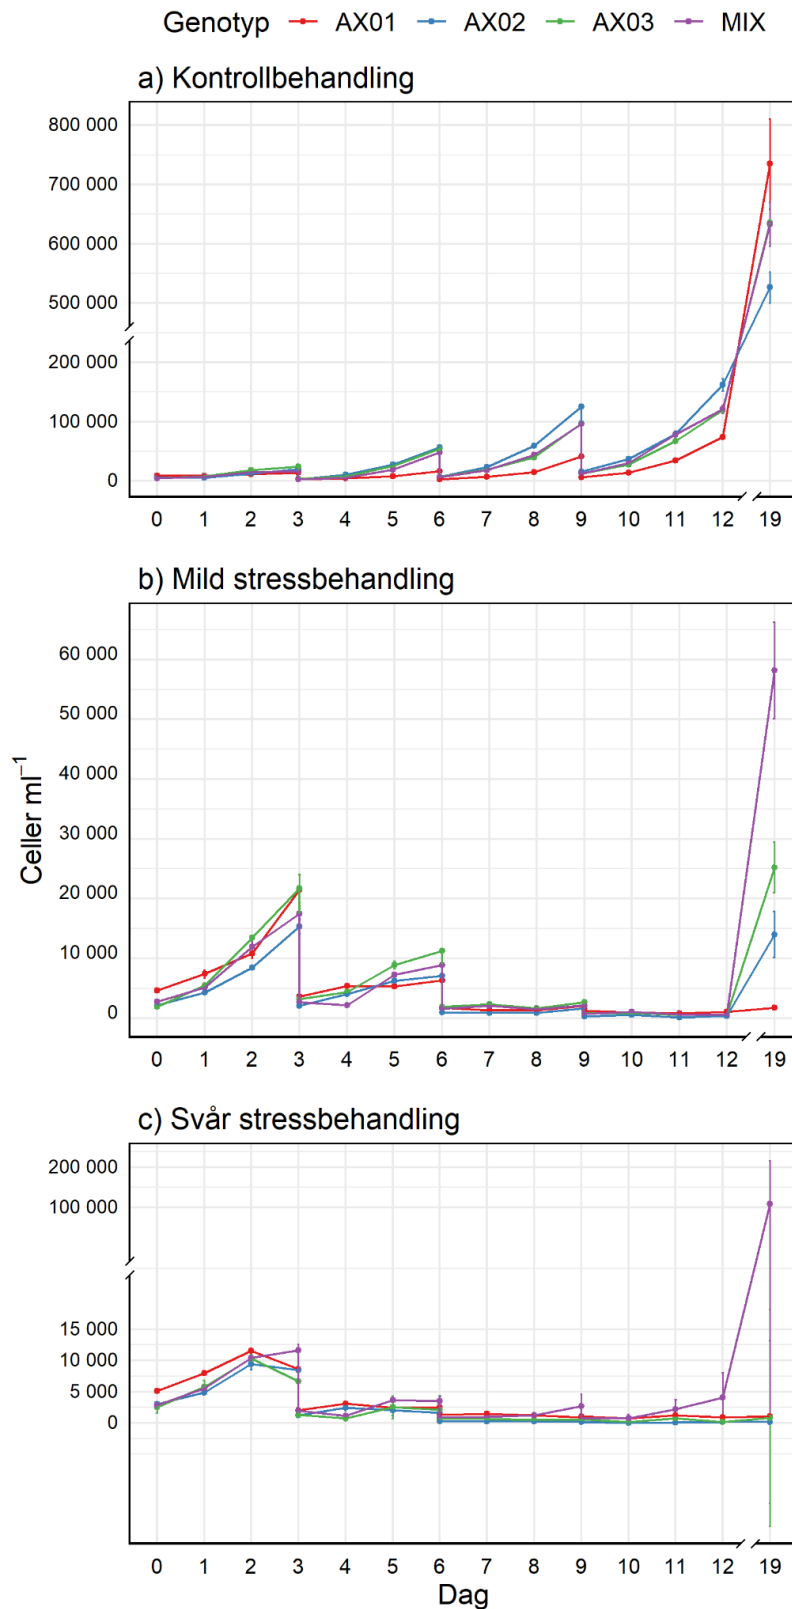 Genotyp AX01 AX02 AX03 MIX
a) Kontrollbehandling
800 000
700 000
600 000
500 000
200 000
100 000
0
0 1 2 3 4 5 6 7 8 9 10 11 12 19
b) Mild stressbehandling
Celler ml⁻¹
60 000
50 000
40 000
30 000
20 000
10 000
0
0 1 2 3 4 5 6 7 8 9 10 11 12 19
c) Svår stressbehandling
200 000
100 000
15 000
10 000
5 000
0
0 1 2 3 4 5 6 7 8 9 10 11 12 19
Dag